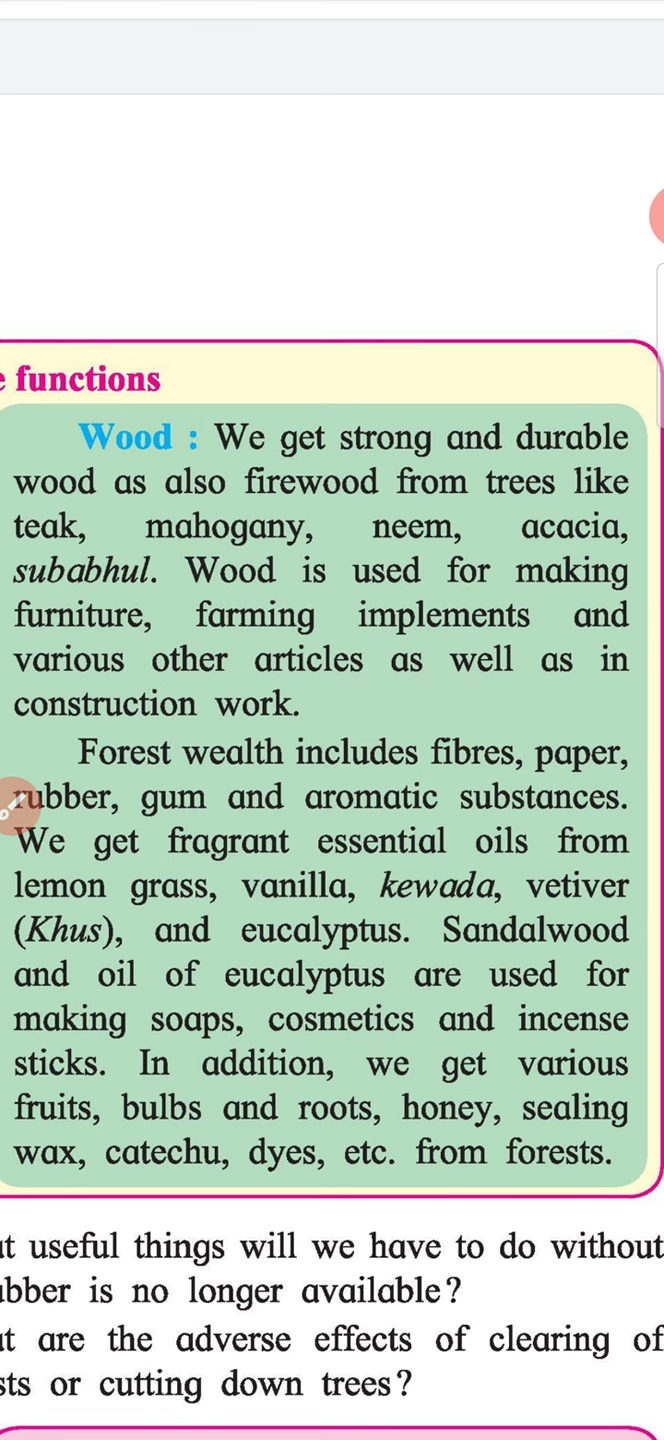 functions
Wood : We get strong and durable
wood as also firewood from trees like
teak, mahogany, neem, acacia,
subabhul. Wood is used for making
furniture, farming implements and
various other articles as well as in
construction work.
Forest wealth includes fibres, paper,
rubber, gum and aromatic substances.
We get fragrant essential oils from
lemon grass, vanilla, kewada, vetiver
(Khus), and eucalyptus. Sandalwood
and oil of eucalyptus are used for
making soaps, cosmetics and incense
sticks. In addition, we get various
fruits, bulbs and roots, honey, sealing
wax, catechu, dyes, etc. from forests.
useful things will we have to do without
is no longer available?
are the adverse effects of clearing of
or cutting down trees?